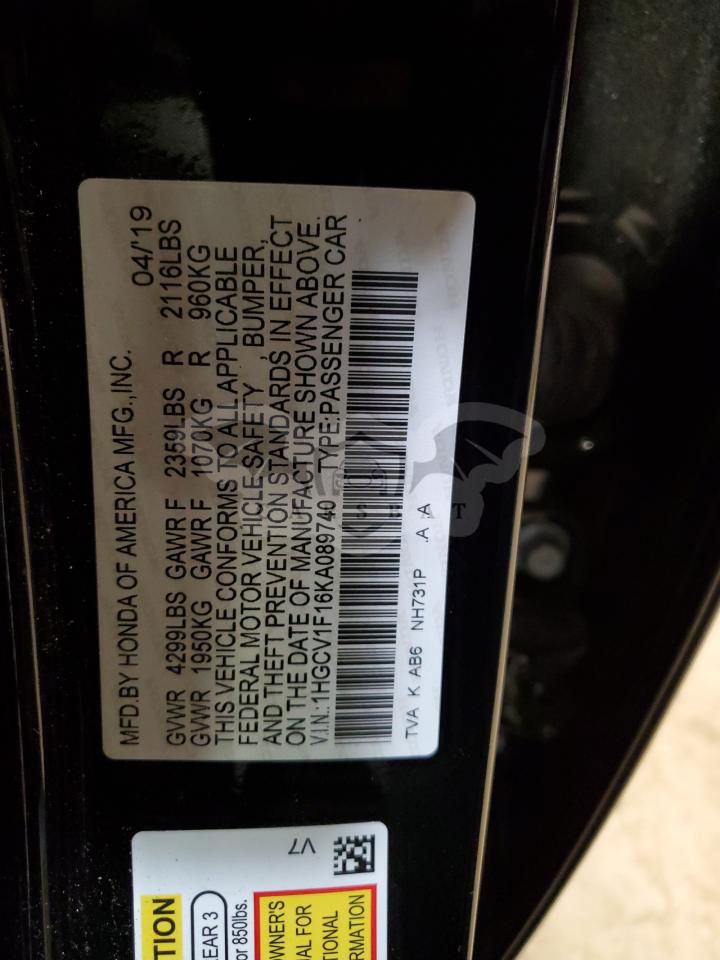 MFD.BY HONDA OF AMERICA MFG.,INC. 04/'19
GVWR 4299LBS GAWR F 2359LBS R 2116LBS
GVWR 1950KG GAWR F 1070KG R 960KG
THIS VEHICLE CONFORMS TO ALL APPLICABLE
FEDERAL MOTOR VEHICLE SAFETY BUMPER,
AND THEFT PREVENTION STANDARDS, IN EFFECT
ON THE DATE OF MANUFACTURE SHOWN ABOVE.
V.I.N.:1HGCV1F16KA089740 TYPE:PASSENGER CAR
TVA K AB6 NH731P .A :A
V7
TION
REAR 3
or 850lbs.
OWNER'S
AL FOR
TIONAL
RMATION